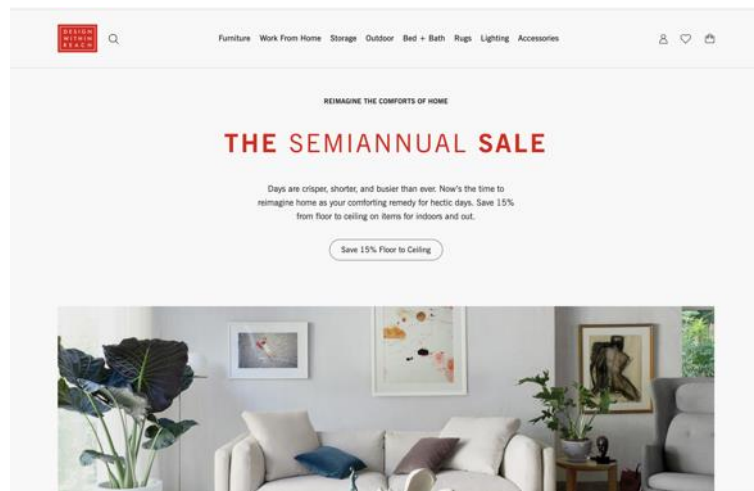 DESIGN
WITHIN
REACH
Furniture Work From Home Storage Outdoor Bed + Bath Rugs Lighting Accessories
REIMAGINE THE COMFORTS OF HOME
THE SEMIANNUAL SALE
Days are crisper, shorter, and busier than ever. Now's the time to
reimagine home as your comforting remedy for hectic days. Save 15%
from floor to ceiling on items for indoors and out.
Save 15% Floor to Ceiling